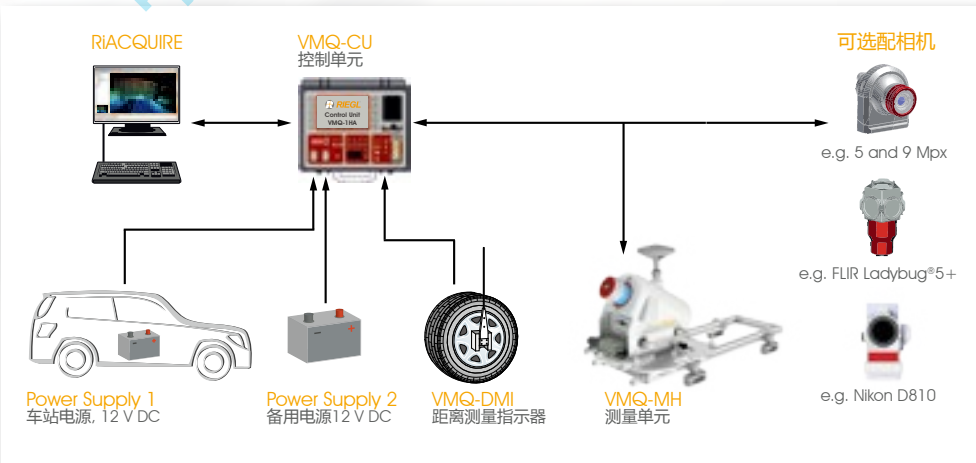 RiACQUIRE
VMQ-CU
控制单元
可选配相机
RIEGL
Control Unit
VMQ-1HA
e.g. 5 and 9 Mpx
e.g. FLIR Ladybug®5+
e.g. Nikon D810
Power Supply 1
车站电源, 12 V DC
Power Supply 2
备用电源12 V DC
VMQ-DMI
距离测量指示器
VMQ-MH
测量单元